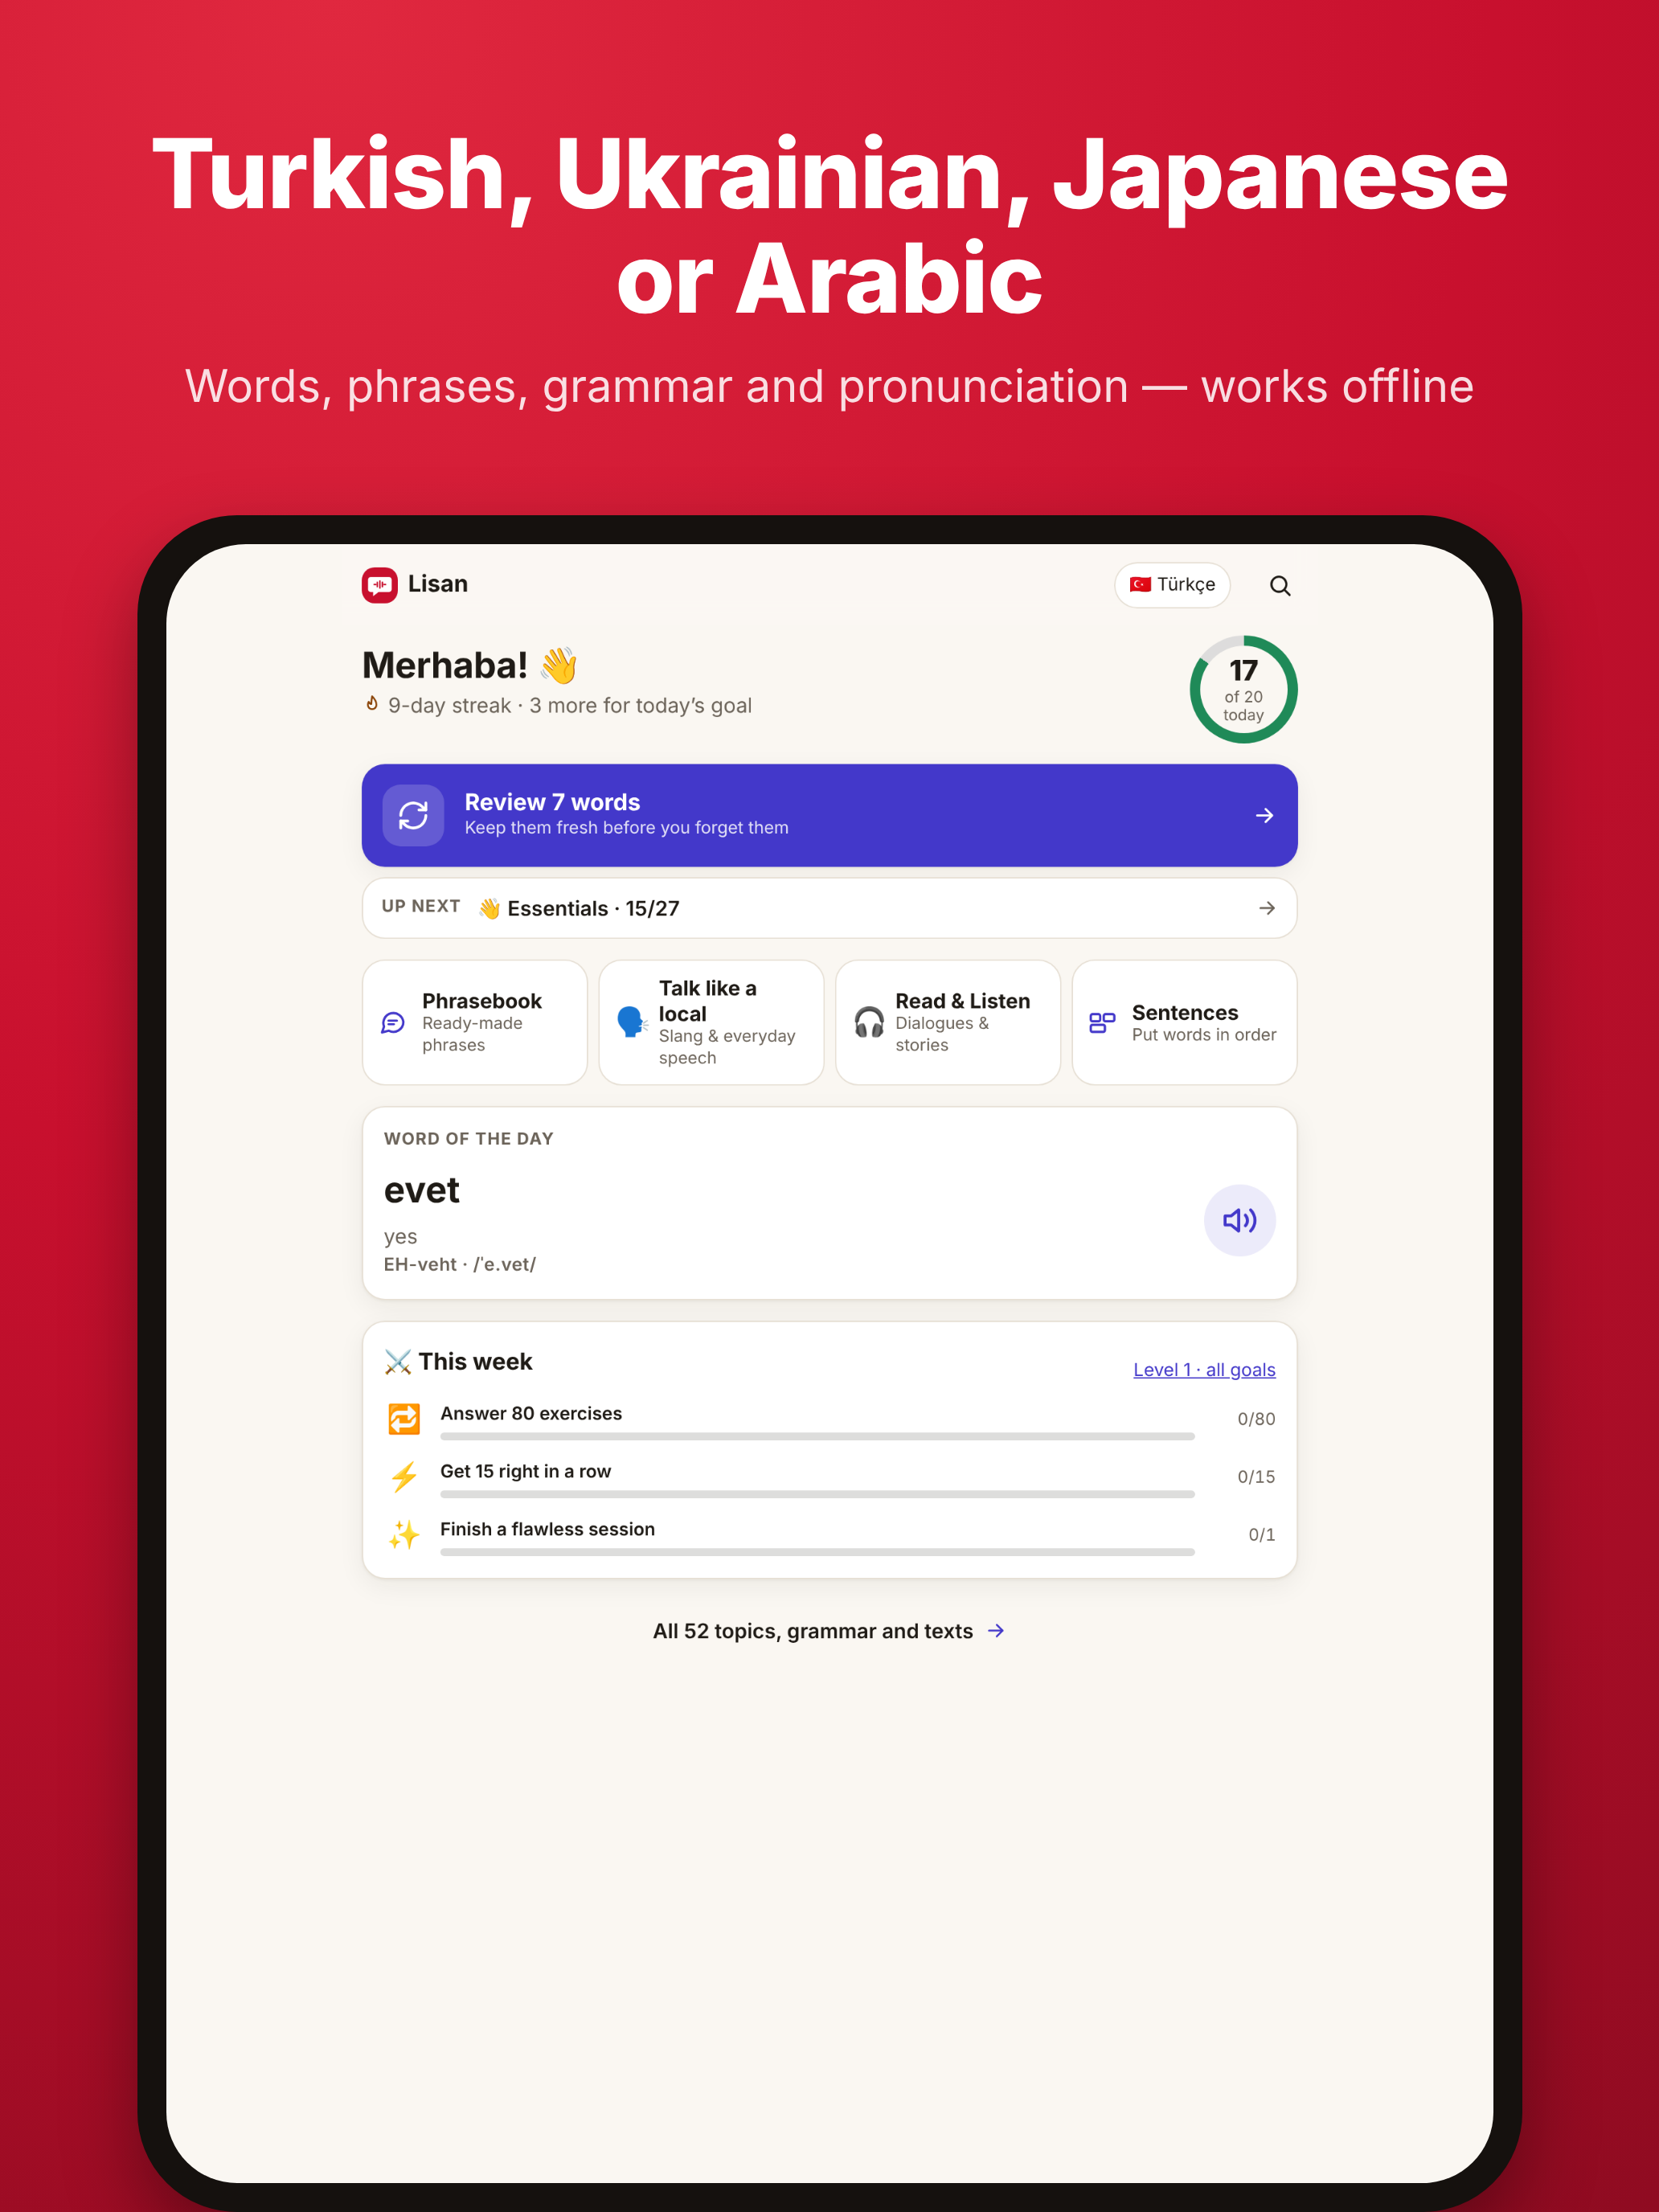 Turkish, Ukrainian, Japanese
or Arabic
Words, phrases, grammar and pronunciation — works offline
Lisan
🇹🇷 Türkçe
Merhaba! 👋
9-day streak · 3 more for today’s goal
17
of 20
today
Review 7 words
Keep them fresh before you forget them
UP NEXT 👋 Essentials · 15/27
Phrasebook
Ready-made
phrases
Talk like a
local
Slang & everyday
speech
Read & Listen
Dialogues &
stories
Sentences
Put words in order
WORD OF THE DAY
evet
yes
EH-veht · /ˈe.vet/
⚔️ This week
Level 1 · all goals
Answer 80 exercises
0/80
Get 15 right in a row
0/15
Finish a flawless session
0/1
All 52 topics, grammar and texts →